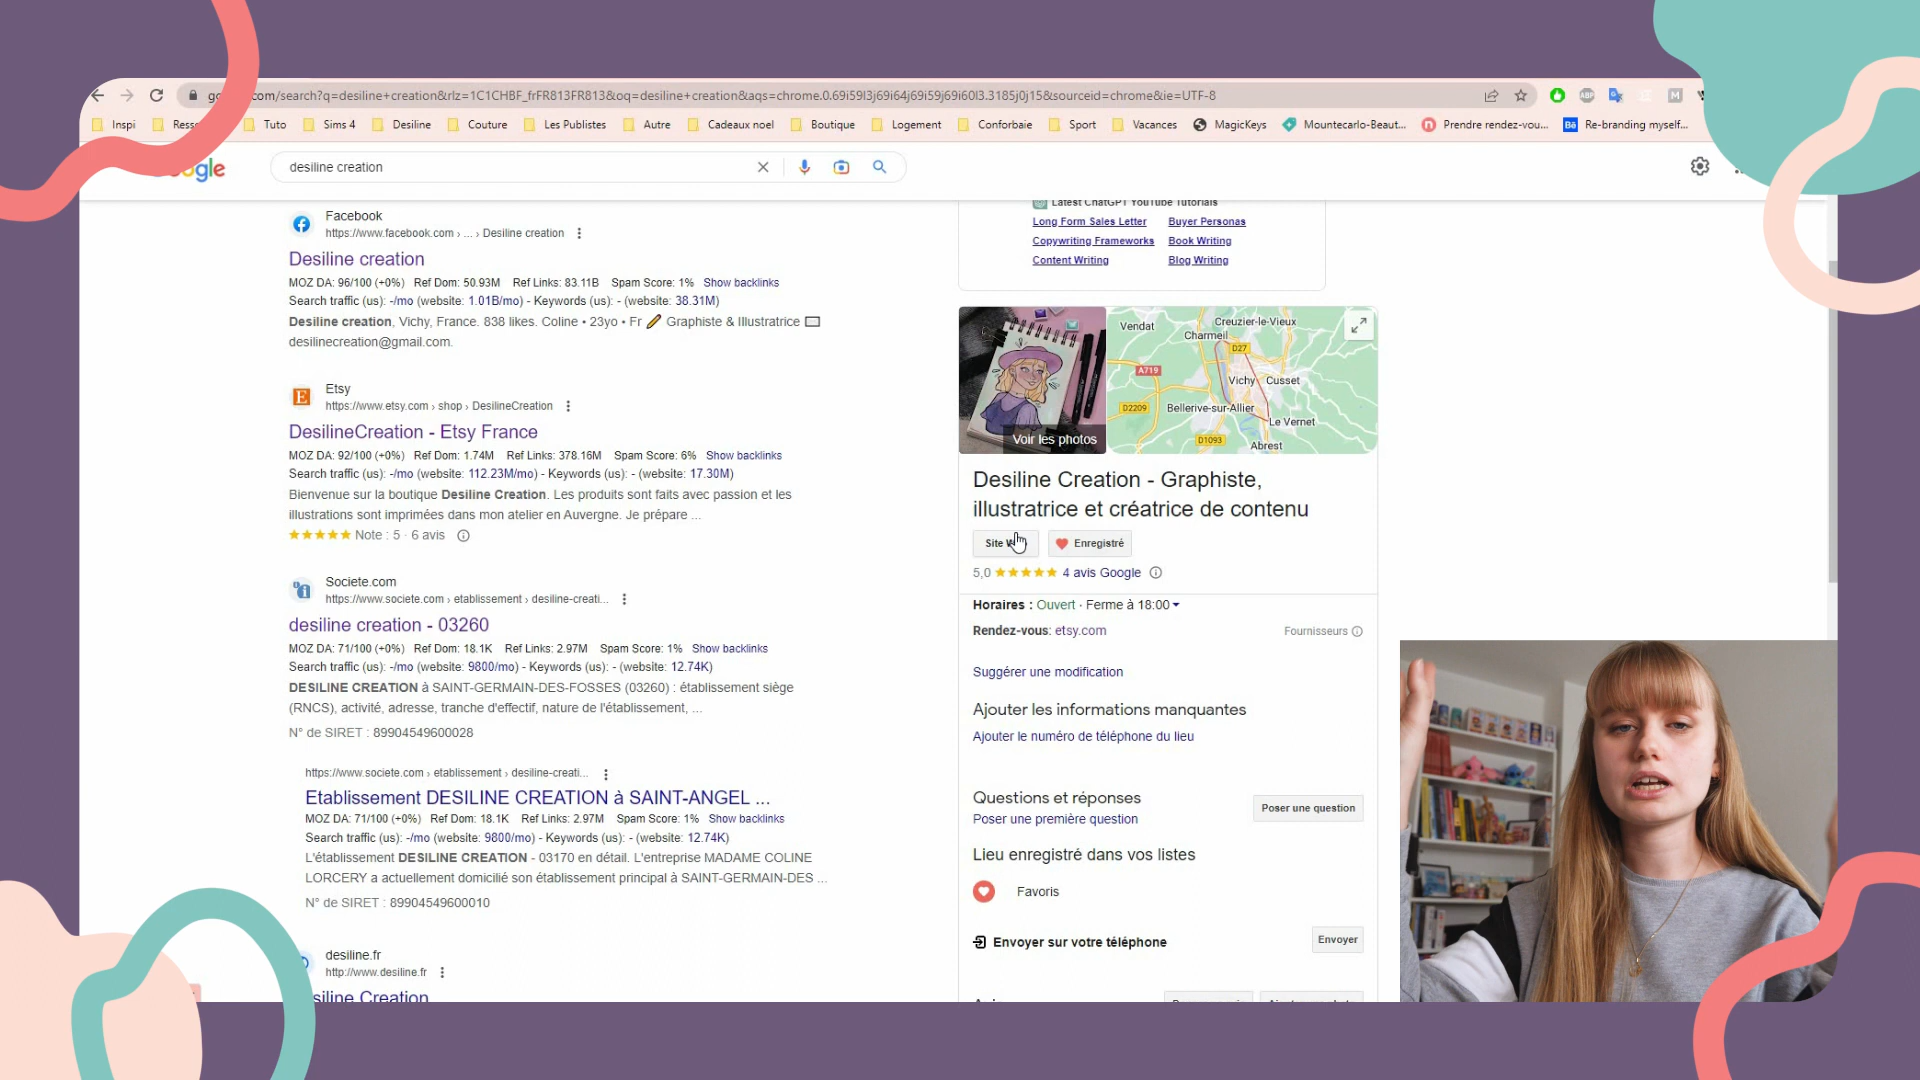 .com/search?q=desiline+creation&rlz=1C1CHBF_frFR813FR813&oq=desiline+creation&aqs=chrome.0.69i59l3j69i64j69i59j69i60l3.3185j0j15&sourceid=chrome&ie=UTF-8
Inspi
Tuto
Sims 4
Desiline
Couture
Les Publistes
Autre
Cadeaux noel
Boutique
Logement
Conforbaie
Sport
Vacances
MagicKeys
Mountecarlo-Beaut...
Prendre rendez-vou...
Re-branding myself...
desiline creation
Facebook
https://www.facebook.com › ... › Desiline creation
Desiline creation
MOZ DA: 96/100 (+0%) Ref Dom: 50.93M Ref Links: 83.11B Spam Score: 1% Show backlinks
Search traffic (us): -/mo (website: 1.01B/mo) - Keywords (us): - (website: 38.31M)
Desiline creation, Vichy, France. 838 likes. Coline • 23yo • Fr Graphiste & Illustratrice
desilinecreation@gmail.com.
Etsy
https://www.etsy.com › shop › DesilineCreation
DesilineCreation - Etsy France
MOZ DA: 92/100 (+0%) Ref Dom: 1.74M Ref Links: 378.16M Spam Score: 6% Show backlinks
Search traffic (us): -/mo (website: 112.23M/mo) - Keywords (us): - (website: 17.30M)
Bienvenue sur la boutique Desiline Creation. Les produits sont faits avec passion et les
illustrations sont imprimées dans mon atelier en Auvergne. Je prépare ...
Note : 5 · 6 avis
Societe.com
https://www.societe.com › etablissement › desiline-creati...
desiline creation - 03260
MOZ DA: 71/100 (+0%) Ref Dom: 18.1K Ref Links: 2.97M Spam Score: 1% Show backlinks
Search traffic (us): -/mo (website: 9800/mo) - Keywords (us): - (website: 12.74K)
DESILINE CREATION à SAINT-GERMAIN-DES-FOSSES (03260) : établissement siège
(RNCS), activité, adresse, tranche d'effectif, nature de l'établissement, ...
N° de SIRET : 89904549600028
https://www.societe.com › etablissement › desiline-creati...
Etablissement DESILINE CREATION à SAINT-ANGEL ...
MOZ DA: 71/100 (+0%) Ref Dom: 18.1K Ref Links: 2.97M Spam Score: 1% Show backlinks
Search traffic (us): -/mo (website: 9800/mo) - Keywords (us): - (website: 12.74K)
L'établissement DESILINE CREATION - 03170 en détail. L'entreprise MADAME COLINE
LORCERY a actuellement domicilié son établissement principal à SAINT-GERMAIN-DES ...
N° de SIRET : 89904549600010
desiline.fr
http://www.desiline.fr
siline Creation
Latest ChatGPT YouTube Tutorials
Long Form Sales Letter Buyer Personas
Copywriting Frameworks Book Writing
Content Writing Blog Writing
Voir les photos
Vendat
Creuzier-le-Vieux
Charmeil
D27
A719
Vichy
Cusset
D2209
Bellerive-sur-Allier
Le Vernet
D1093
Abrest
Desiline Creation - Graphiste,
illustratrice et créatrice de contenu
Site
Enregistré
5,0 4 avis Google
Horaires : Ouvert · Ferme à 18:00
Rendez-vous: etsy.com
Fournisseurs
Suggérer une modification
Ajouter les informations manquantes
Ajouter le numéro de téléphone du lieu
Questions et réponses
Poser une première question
Poser une question
Lieu enregistré dans vos listes
Favoris
Envoyer sur votre téléphone
Envoyer